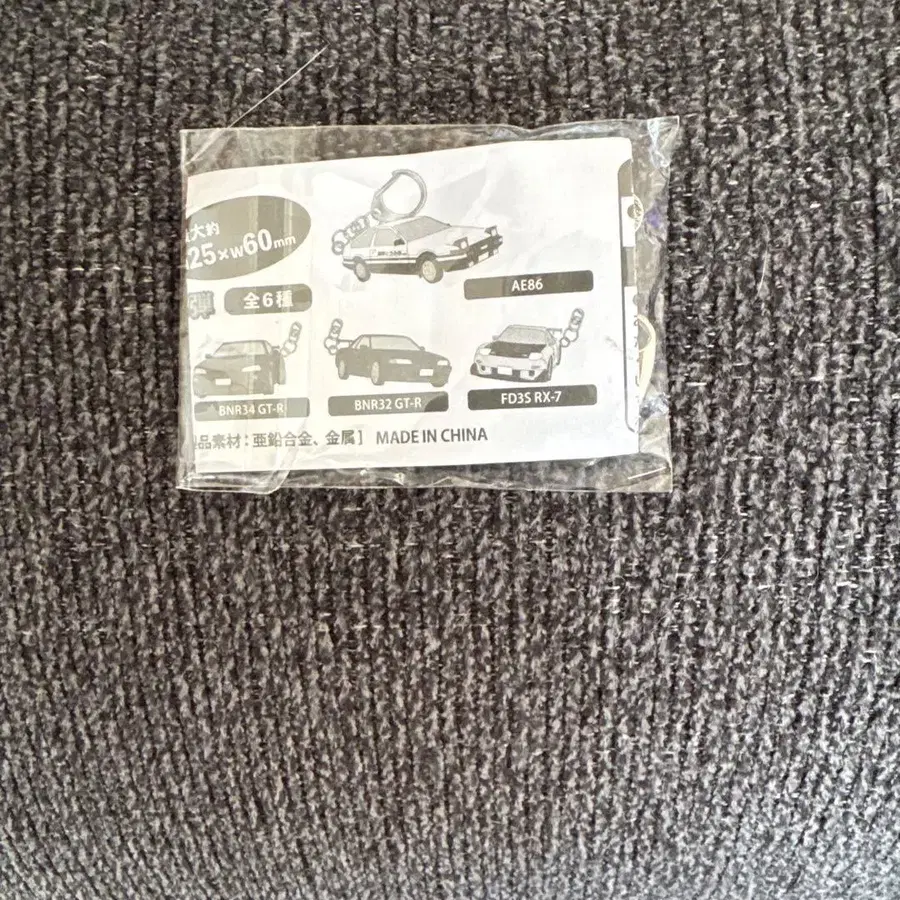 大約
25×W60mm
弾 全6種
AE86
BNR34 GT-R
BNR32 GT-R
FD3S RX-7
品素材：亜鉛合金、金属] MADE IN CHINA